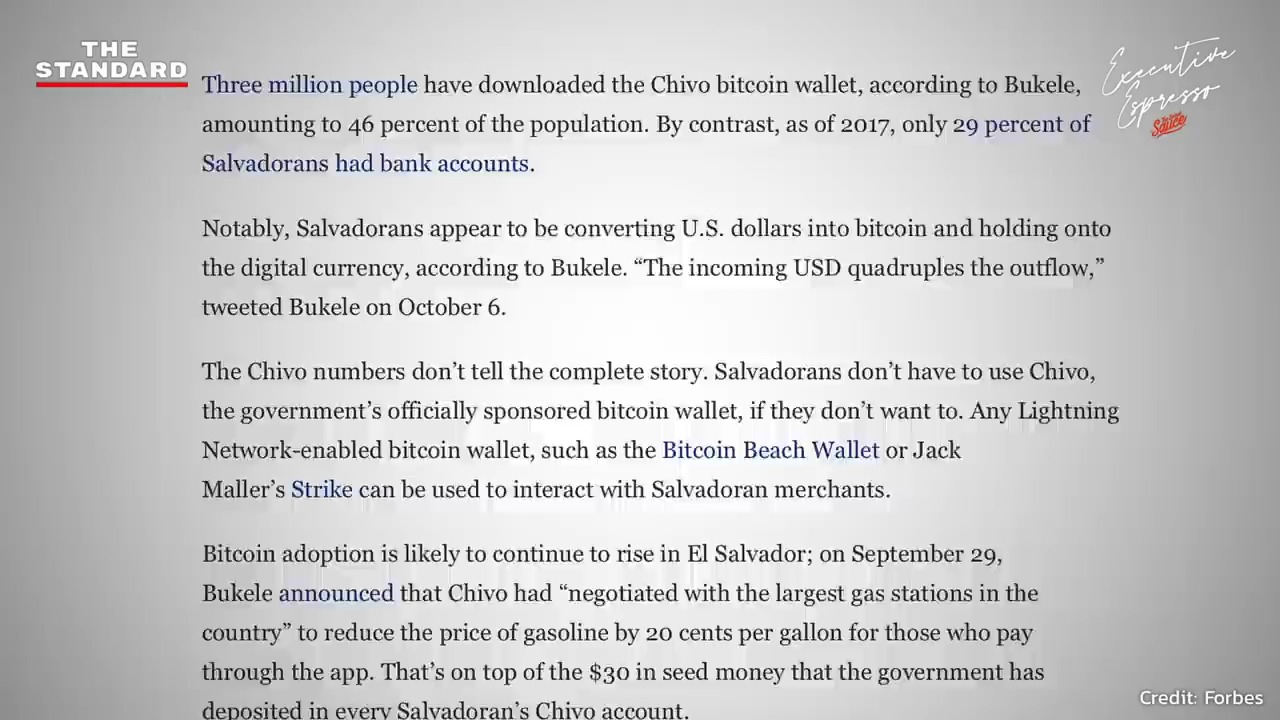 THE
STANDARD
Executive
Espresso
Sauce
Three million people have downloaded the Chivo bitcoin wallet, according to Bukele,
amounting to 46 percent of the population. By contrast, as of 2017, only 29 percent of
Salvadorans had bank accounts.
Notably, Salvadorans appear to be converting U.S. dollars into bitcoin and holding onto
the digital currency, according to Bukele. “The incoming USD quadruples the outflow,”
tweeted Bukele on October 6.
The Chivo numbers don’t tell the complete story. Salvadorans don’t have to use Chivo,
the government’s officially sponsored bitcoin wallet, if they don’t want to. Any Lightning
Network-enabled bitcoin wallet, such as the Bitcoin Beach Wallet or Jack
Maller’s Strike can be used to interact with Salvadoran merchants.
Bitcoin adoption is likely to continue to rise in El Salvador; on September 29,
Bukele announced that Chivo had “negotiated with the largest gas stations in the
country” to reduce the price of gasoline by 20 cents per gallon for those who pay
through the app. That’s on top of the $30 in seed money that the government has
deposited in every Salvadoran’s Chivo account.
Credit: Forbes